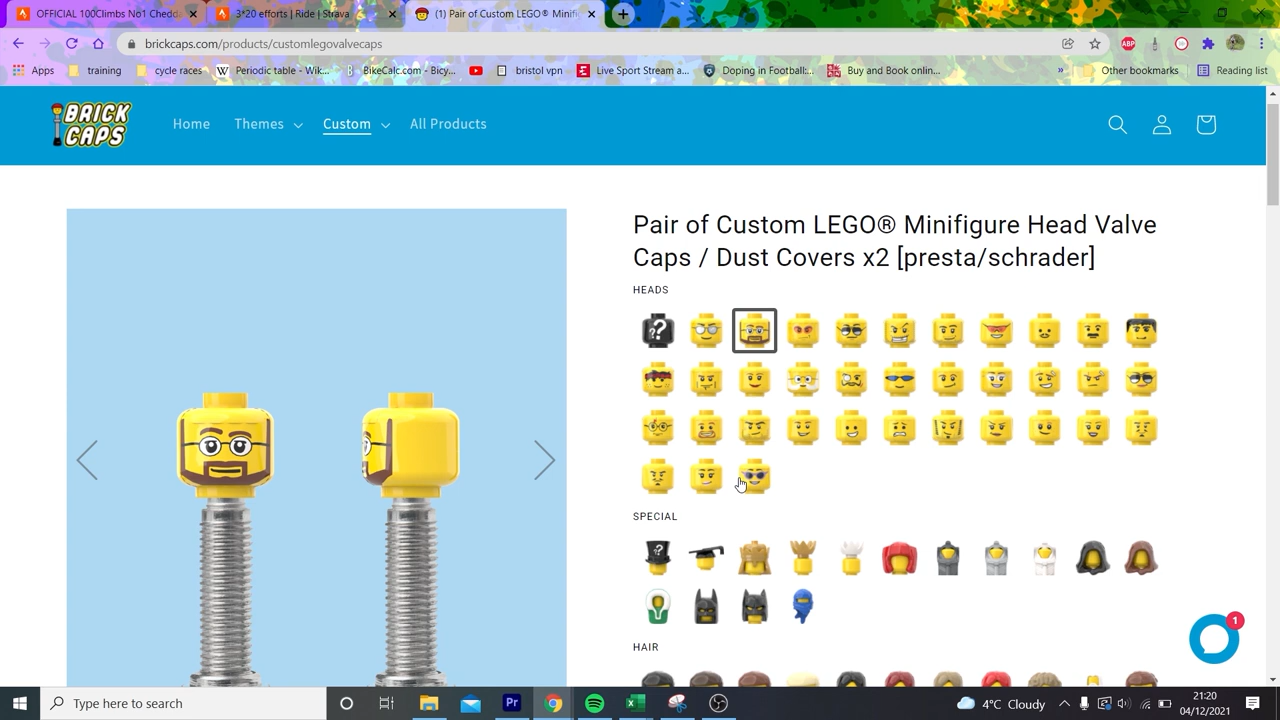 OFFICIAL 100Climbs No1 Chedda
3*20 efforts | Ride | Strava
(1) Pair of Custom LEGO® Minifig
brickcaps.com/products/customlegovalvecaps
ABP
Apps
training
cycle races
Periodic table - Wik...
BikeCalc.com - Bicy...
bristol vpn
Live Sport Stream a...
Doping in Football:...
Buy and Book onlin...
»
Other bookmarks
Reading list
BRICK CAPS
Home
Themes
Custom
All Products
Pair of Custom LEGO® Minifigure Head Valve
Caps / Dust Covers x2 [presta/schrader]
HEADS
?
SPECIAL
?
HAIR
1
Type here to search
Pr
4°C Cloudy
21:20
04/12/2021